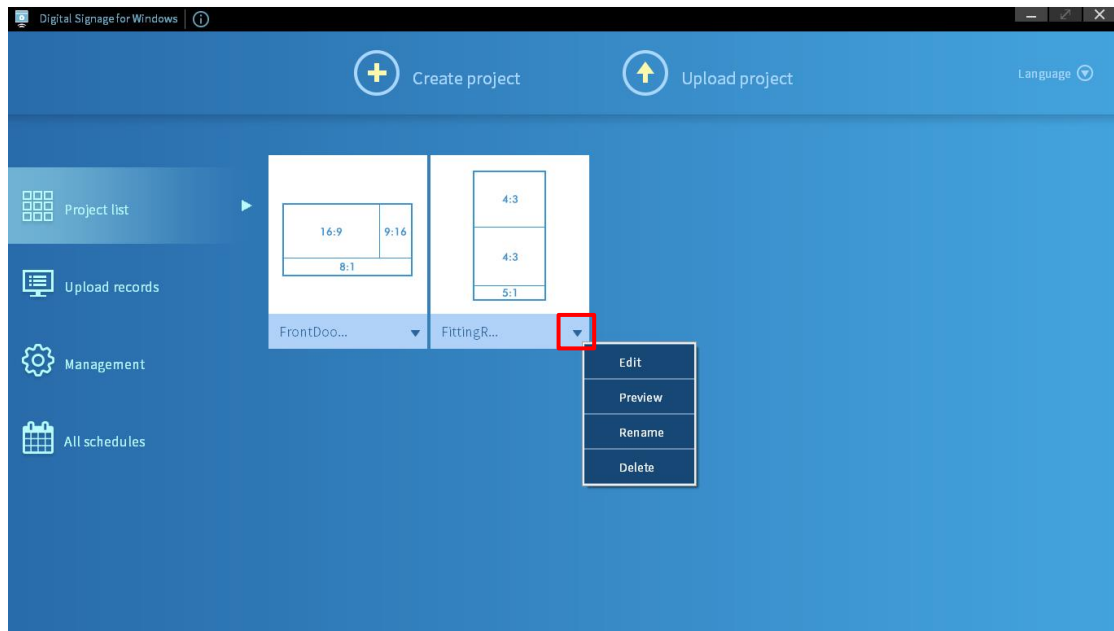 Digital Signage for Windows
Create project
Upload project
Language
Project list
Upload records
Management
All schedules
16:9
9:16
8:1
FrontDoo...
4:3
4:3
5:1
FittingR...
Edit
Preview
Rename
Delete